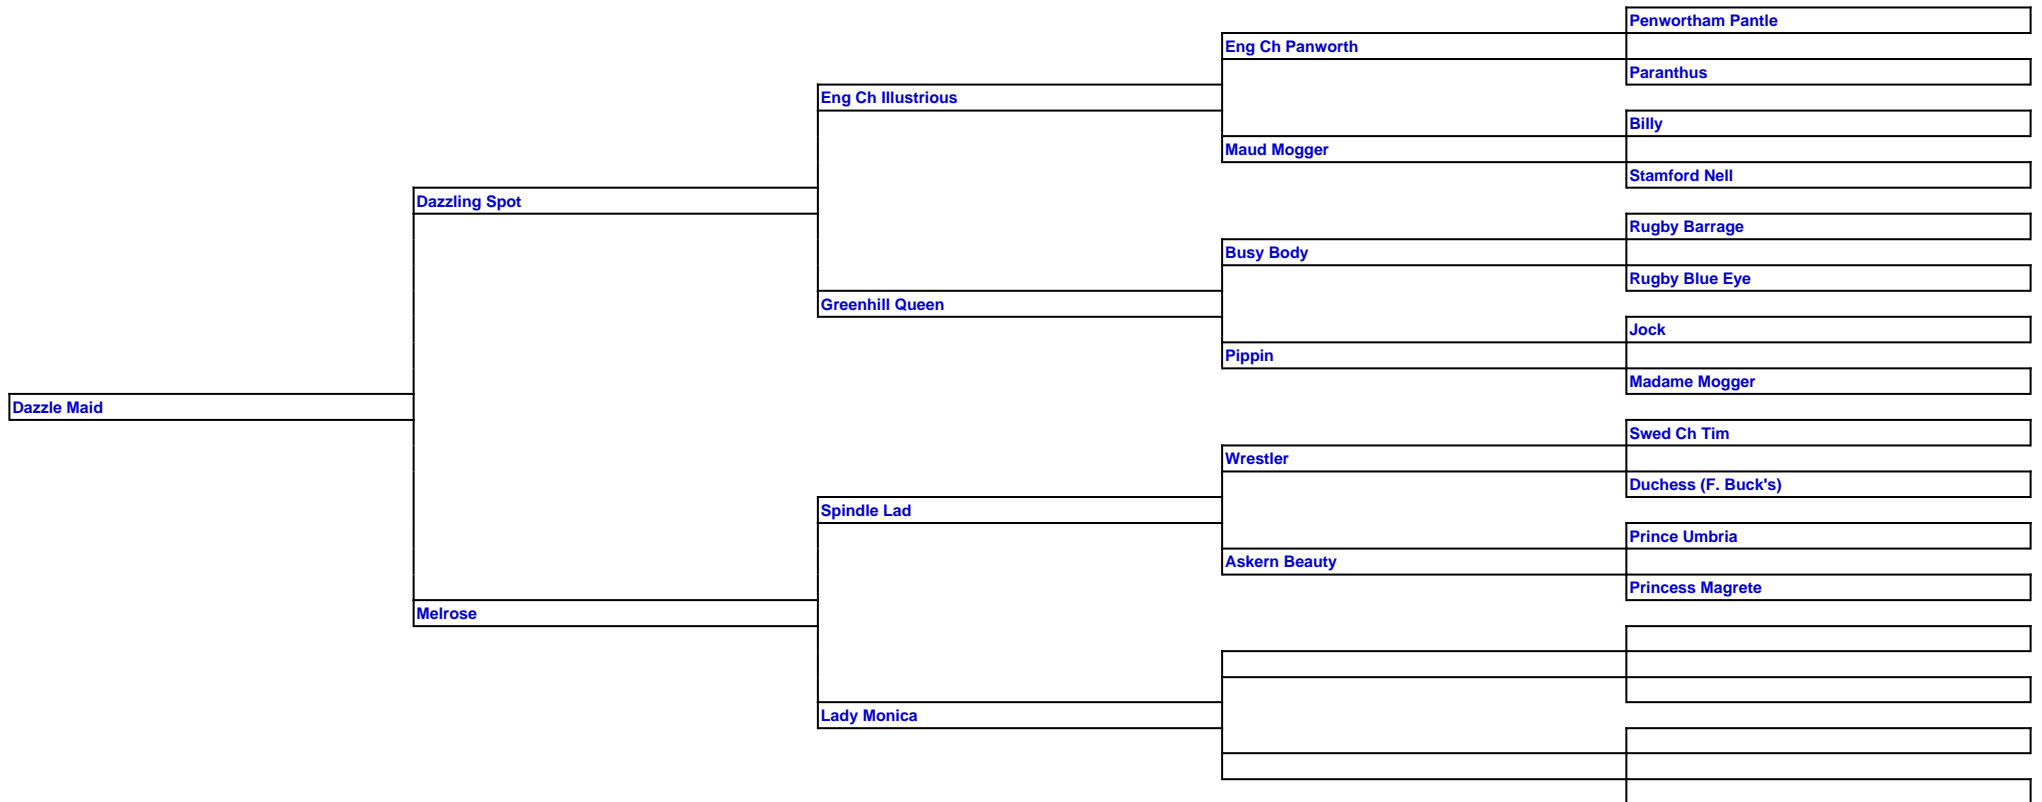 Penwortham Pantle
Eng Ch Panworth
Paranthus
Eng Ch Illustrious
Billy
Maud Mogger
Stamford Nell
Dazzling Spot
Rugby Barrage
Busy Body
Rugby Blue Eye
Greenhill Queen
Jock
Pippin
Madame Mogger
Dazzle Maid
Swed Ch Tim
Wrestler
Duchess (F. Buck's)
Spindle Lad
Prince Umbria
Askern Beauty
Princess Magrete
Melrose
Lady Monica